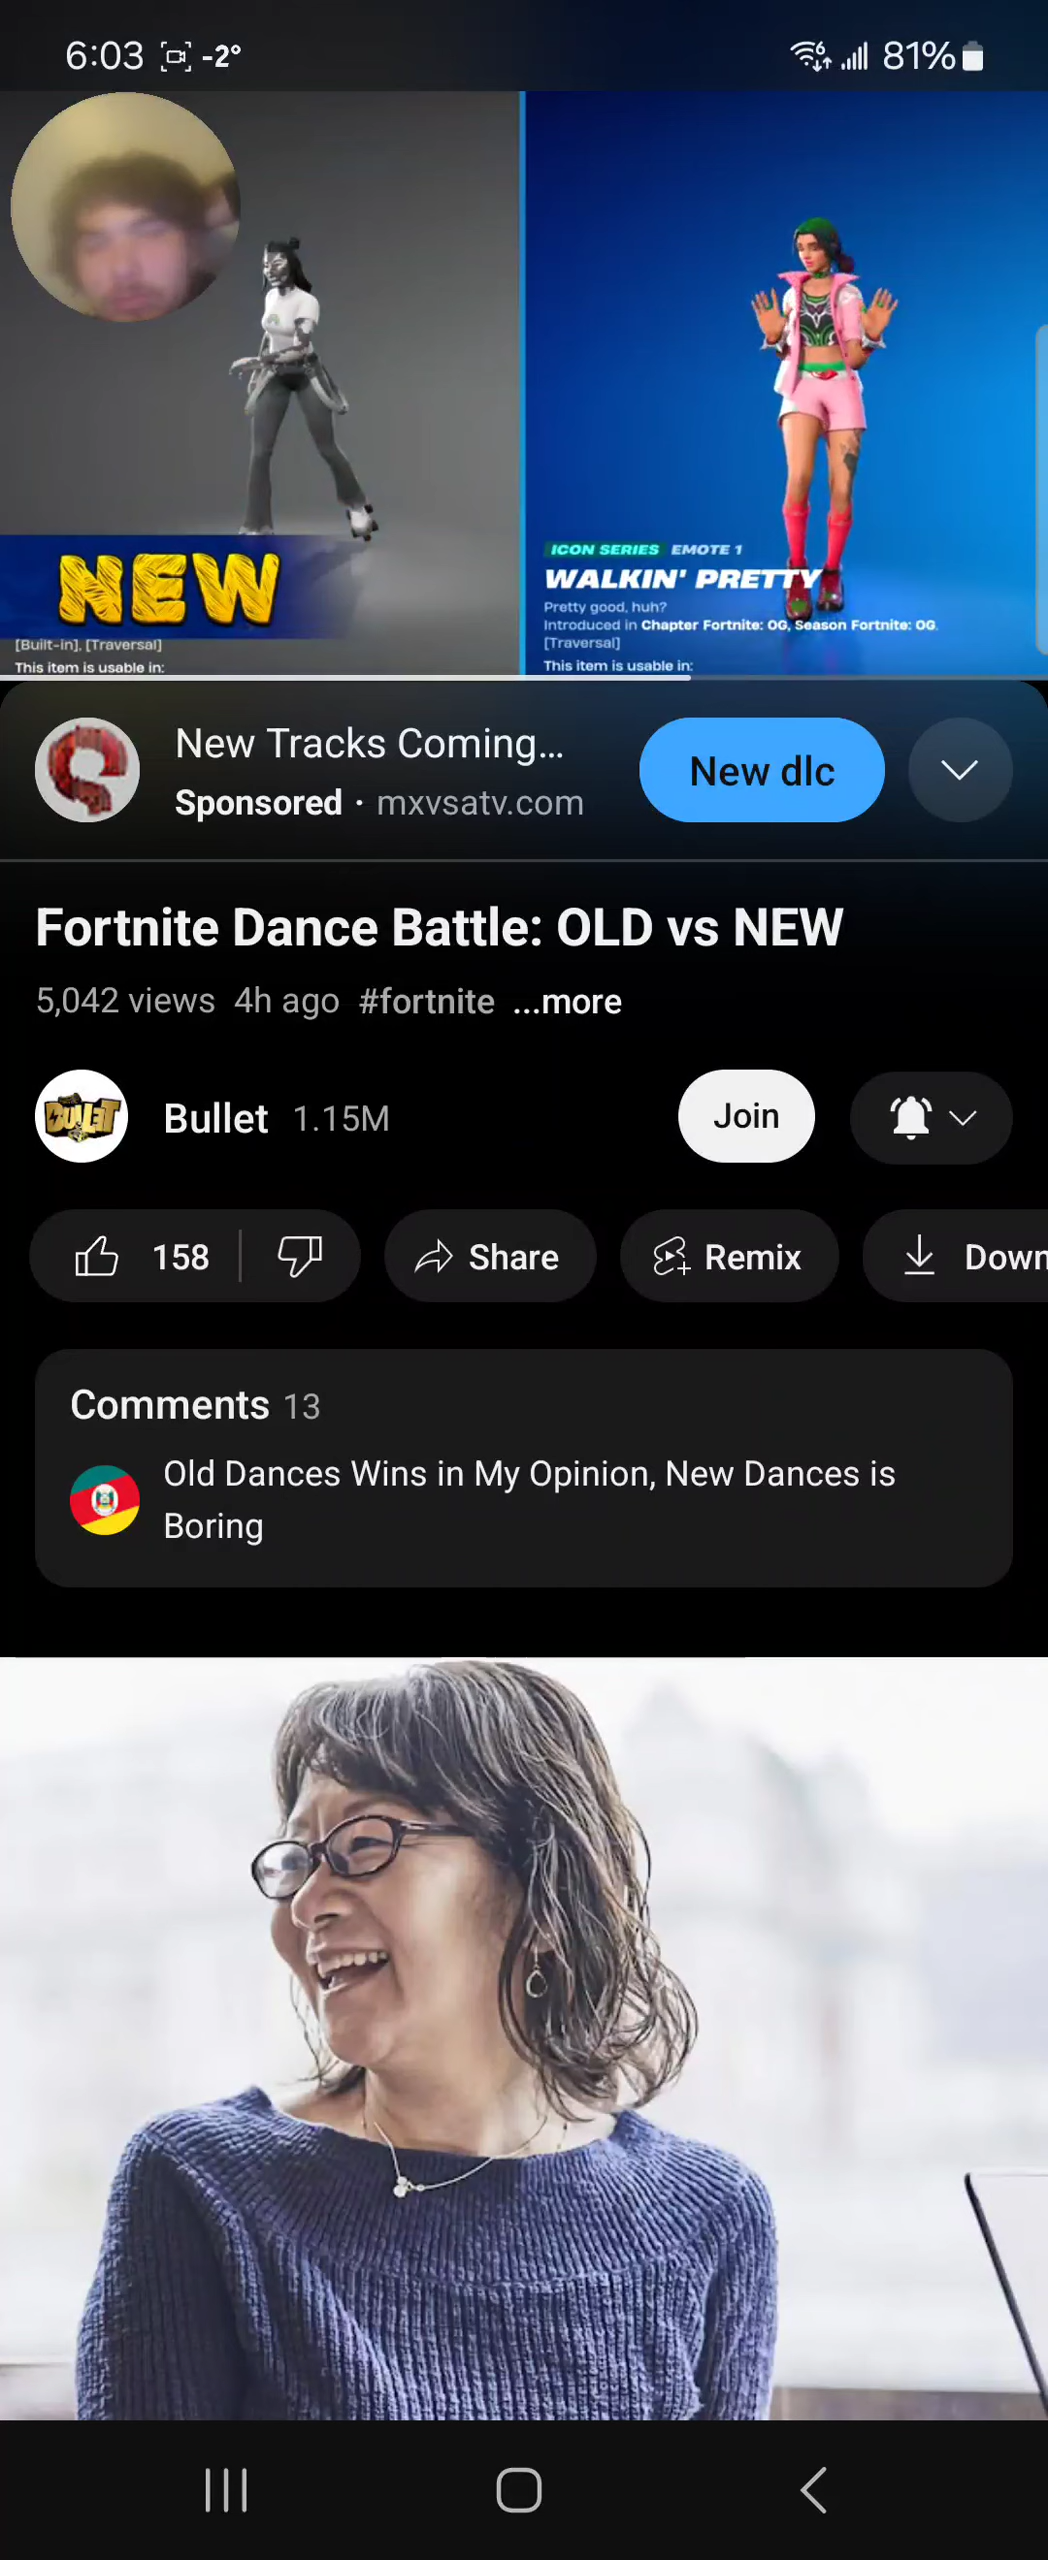 6:03 -2° 81%
NEW
[Built-in], [Traversal]
This item is usable in:
ICON SERIES EMOTE 1
WALKIN' PRETTY
Pretty good, huh?
Introduced in Chapter Fortnite: OG, Season Fortnite: OG.
[Traversal]
This item is usable in:
New Tracks Coming...
Sponsored · mxvsatv.com
New dlc
Fortnite Dance Battle: OLD vs NEW
5,042 views 4h ago #fortnite ...more
BULLET
Bullet 1.15M
Join
158
Share
Remix
Down
Comments 13
Old Dances Wins in My Opinion, New Dances is
Boring